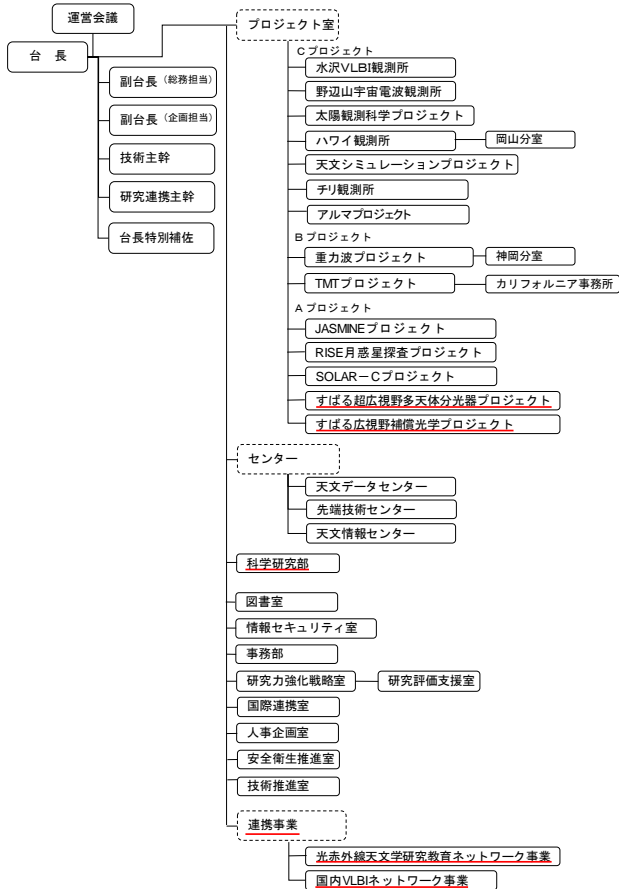 運営会議
台　長
副台長（総務担当）
副台長（企画担当）
技術主幹
研究連携主幹
台長特別補佐
プロジェクト室
Ｃプロジェクト
水沢VLBI観測所
野辺山宇宙電波観測所
太陽観測科学プロジェクト
ハワイ観測所
岡山分室
天文シミュレーションプロジェクト
チリ観測所
アルマプロジェクト
Ｂプロジェクト
重力波プロジェクト
神岡分室
TMTプロジェクト
カリフォルニア事務所
Ａプロジェクト
JASMINEプロジェクト
RISE月惑星探査プロジェクト
SOLAR－Cプロジェクト
すばる超広視野多天体分光器プロジェクト
すばる広視野補償光学プロジェクト
センター
天文データセンター
先端技術センター
天文情報センター
科学研究部
図書室
情報セキュリティ室
事務部
研究力強化戦略室
研究評価支援室
国際連携室
人事企画室
安全衛生推進室
技術推進室
連携事業
光赤外線天文学研究教育ネットワーク事業
国内VLBIネットワーク事業